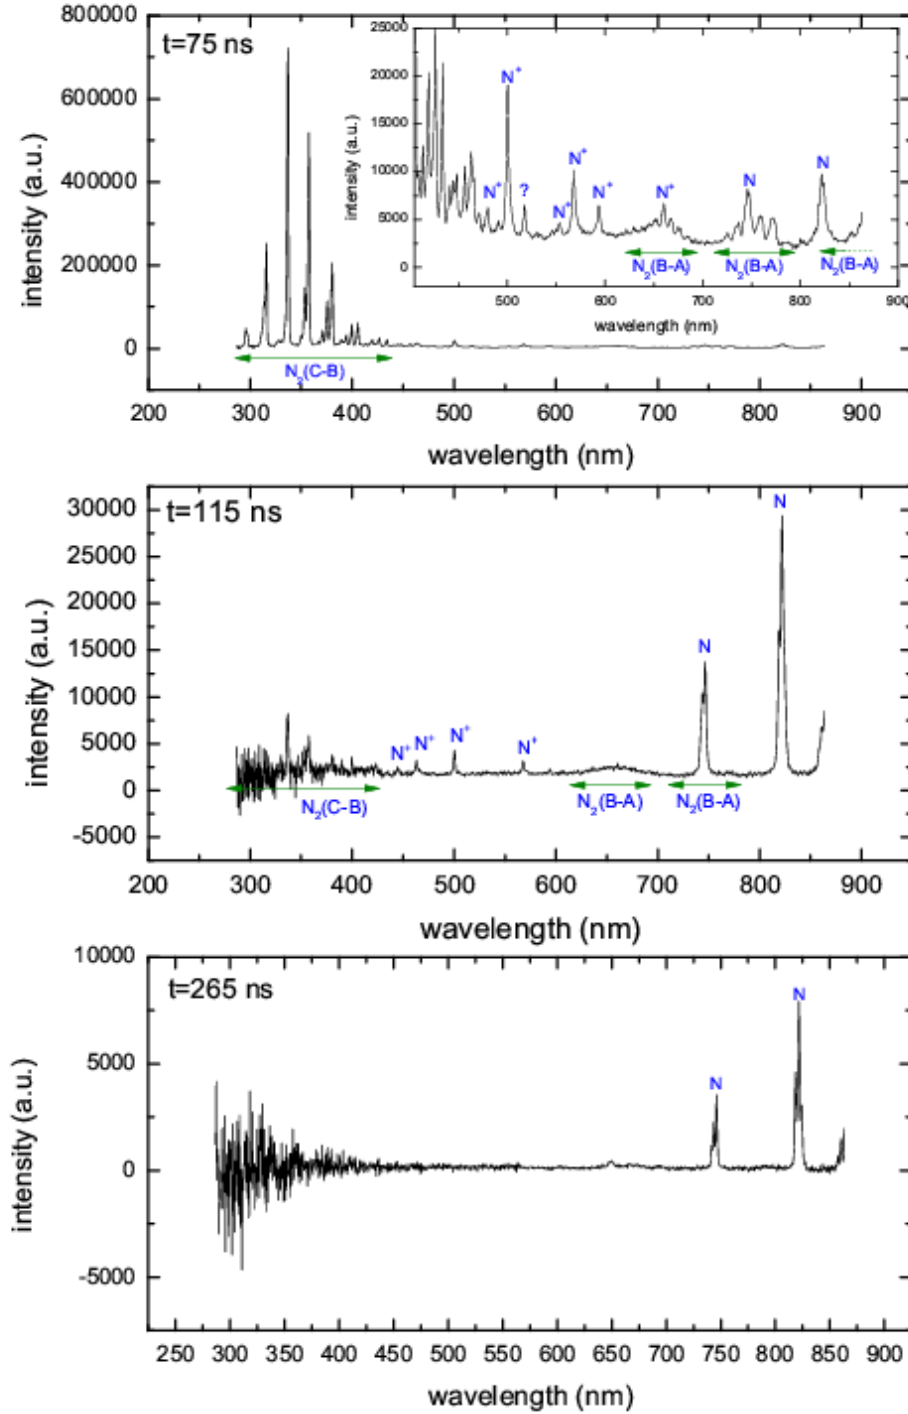 t=75 ns
800000
600000
400000
200000
0
intensity (a.u.)
25000
20000
15000
10000
5000
0
intensity (a.u.)
N+
N+
?
N+
N+
N+
N+
N
N
N2(B-A)
N2(B-A)
N2(B-A)
500 600 700 800 900
wavelength (nm)
N2(C-B)
200 300 400 500 600 700 800 900
wavelength (nm)
t=115 ns
30000
25000
20000
15000
10000
5000
0
-5000
intensity (a.u.)
N
N
N+
N+
N+
N+
N2(C-B)
N2(B-A)
N2(B-A)
200 300 400 500 600 700 800 900
wavelength (nm)
t=265 ns
10000
5000
0
-5000
intensity (a.u.)
N
N
250 300 350 400 450 500 550 600 650 700 750 800 850 900
wavelength (nm)